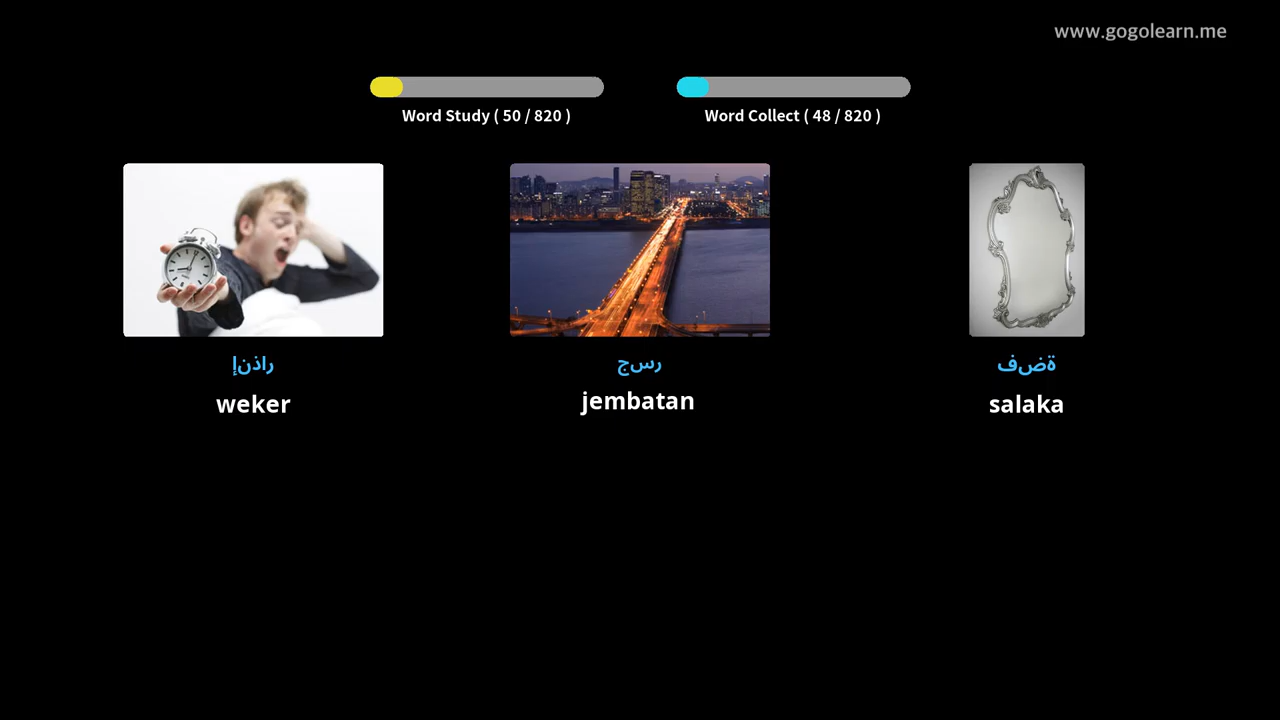 www.gogolearn.me
Word Study ( 50 / 820 )
Word Collect ( 48 / 820 )
راذنإ
weker
رسج
jembatan
ةضف
salaka